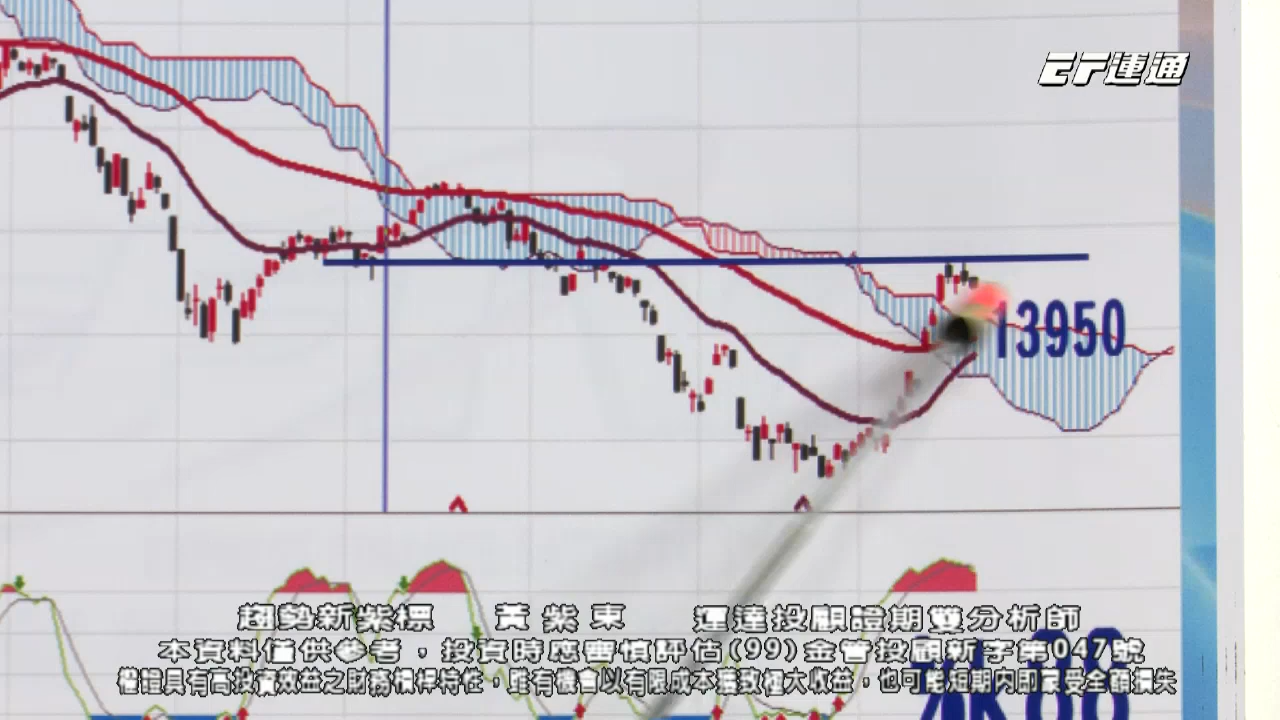 EF運通
13950
趨勢新紫標 黃紫東 運達投顧證期雙分析師
本資料僅供參考，投資時應審慎評估(99)金管投顧新字第047號
權證具有高投資效益之財務槓桿特性，雖有機會以有限成本獲致極大收益，也可能短期內即蒙受全額損失